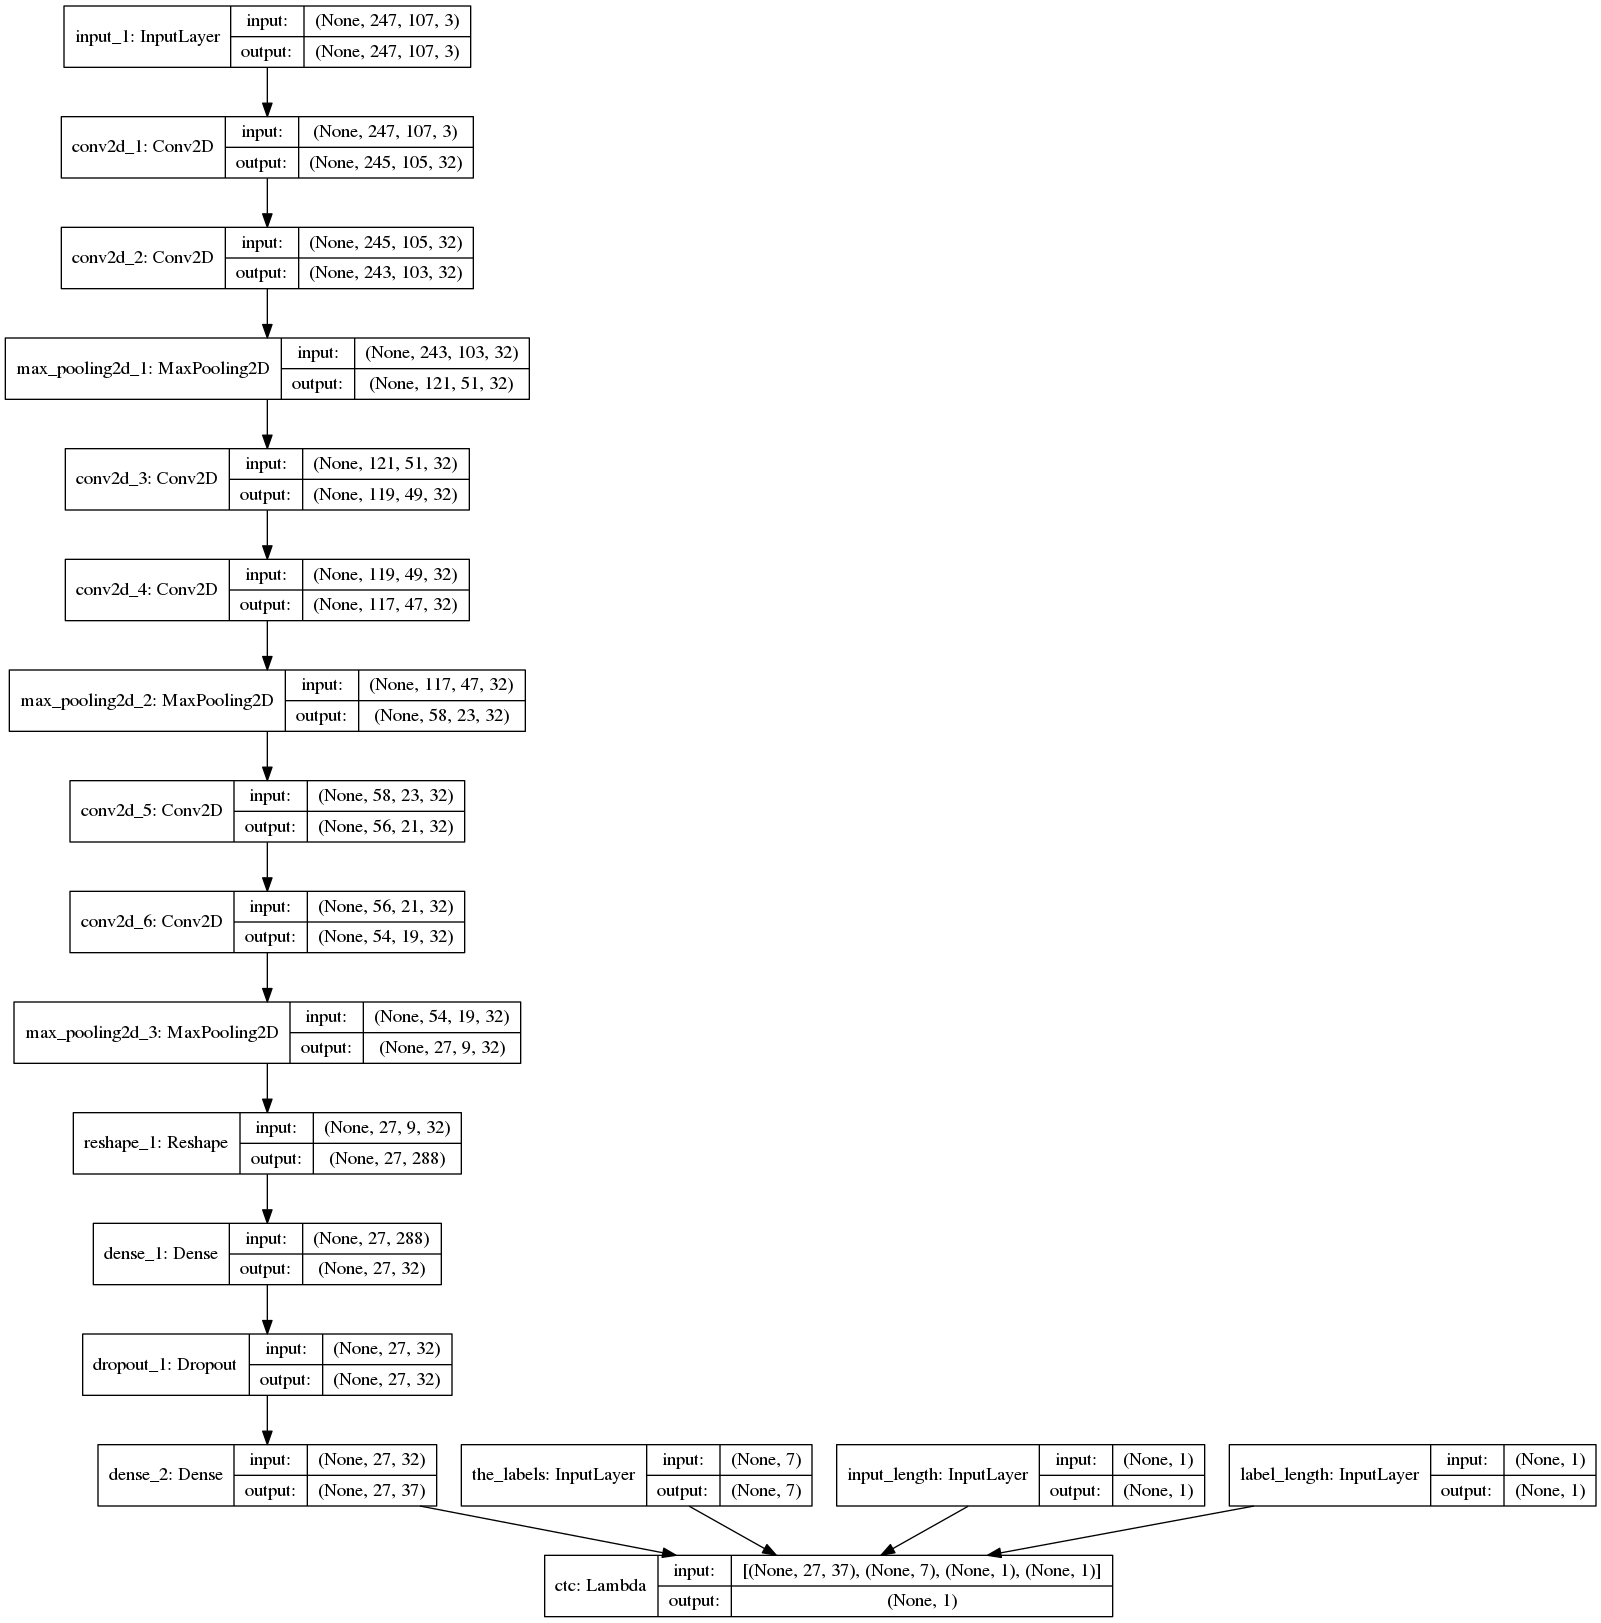 input_1: InputLayer
input: (None, 247, 107, 3)
output: (None, 247, 107, 3)
conv2d_1: Conv2D
input: (None, 247, 107, 3)
output: (None, 245, 105, 32)
conv2d_2: Conv2D
input: (None, 245, 105, 32)
output: (None, 243, 103, 32)
max_pooling2d_1: MaxPooling2D
input: (None, 243, 103, 32)
output: (None, 121, 51, 32)
conv2d_3: Conv2D
input: (None, 121, 51, 32)
output: (None, 119, 49, 32)
conv2d_4: Conv2D
input: (None, 119, 49, 32)
output: (None, 117, 47, 32)
max_pooling2d_2: MaxPooling2D
input: (None, 117, 47, 32)
output: (None, 58, 23, 32)
conv2d_5: Conv2D
input: (None, 58, 23, 32)
output: (None, 56, 21, 32)
conv2d_6: Conv2D
input: (None, 56, 21, 32)
output: (None, 54, 19, 32)
max_pooling2d_3: MaxPooling2D
input: (None, 54, 19, 32)
output: (None, 27, 9, 32)
reshape_1: Reshape
input: (None, 27, 9, 32)
output: (None, 27, 288)
dense_1: Dense
input: (None, 27, 288)
output: (None, 27, 32)
dropout_1: Dropout
input: (None, 27, 32)
output: (None, 27, 32)
dense_2: Dense
input: (None, 27, 32)
output: (None, 27, 37)
the_labels: InputLayer
input: (None, 7)
output: (None, 7)
input_length: InputLayer
input: (None, 1)
output: (None, 1)
label_length: InputLayer
input: (None, 1)
output: (None, 1)
ctc: Lambda
input: [(None, 27, 37), (None, 7), (None, 1), (None, 1)]
output: (None, 1)